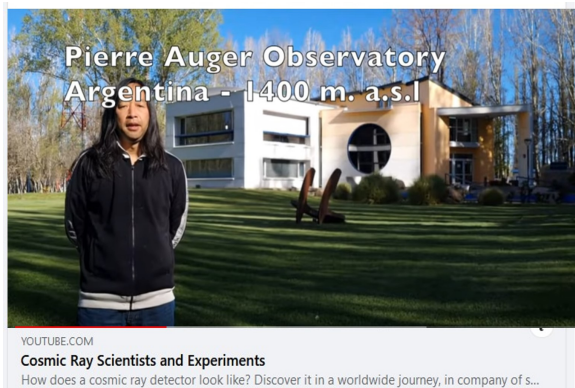 Pierre Auger Observatory
Argentina - 1400 m. a.s.l
YOUTUBE.COM
Cosmic Ray Scientists and Experiments
How does a cosmic ray detector look like? Discover it in a worldwide journey, in company of s...